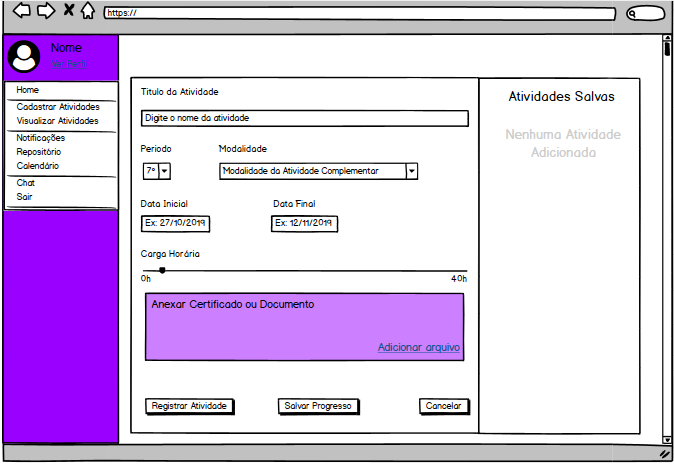 https://
Nome
Ver Perfil
Home
Cadastrar Atividades
Visualizar Atividades
Notificações
Repositório
Calendário
Chat
Sair
Titulo da Atividade
Digite o nome da atividade
Periodo
Modalidade
7º
Modalidade da Atividade Complementar
Data Inicial
Data Final
Ex: 27/10/2019
Ex: 12/11/2019
Carga Horária
0h
40h
Anexar Certificado ou Documento
Adicionar arquivo
Registrar Atividade
Salvar Progresso
Cancelar
Atividades Salvas
Nenhuma Atividade
Adicionada